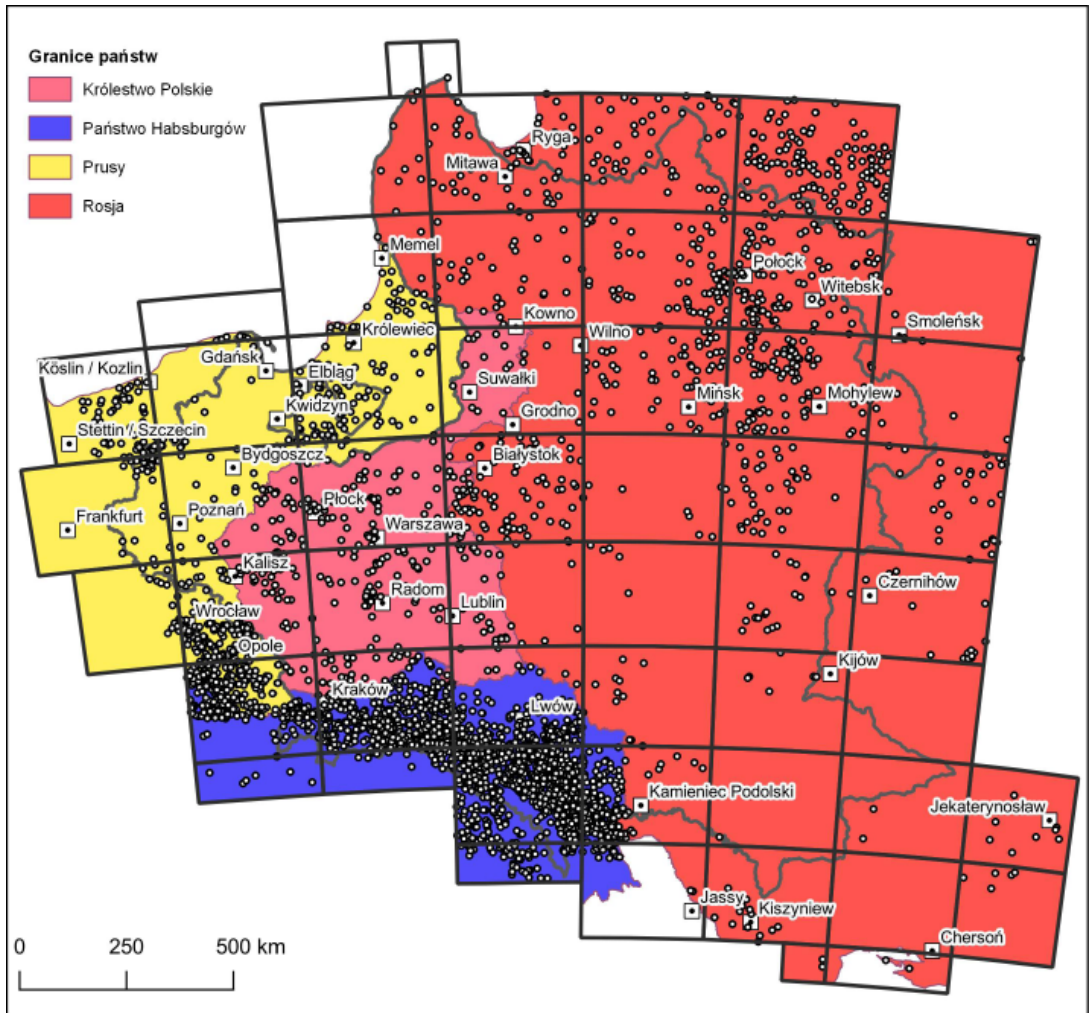 Granice państw
Królestwo Polskie
Państwo Habsburgów
Prusy
Rosja
Ryga
Mitawa
Memel
Połock
Witebsk
Kowno
Smoleńsk
Królewiec
Wilno
Gdańsk
Köslin / Kozlin
Elbląg
Suwałki
Mińsk
Mohylew
Kwidzyn
Grodno
Stettin / Szczecin
Bydgoszcz
Białystok
Płock
Frankfurt
Poznań
Warszawa
Kalisz
Czernihów
Radom
Wrocław
Lublin
Opole
Kijów
Kraków
Lwów
Kamieniec Podolski
Jekaterynosław
Jassy
Kiszyniew
Chersoń
0 250 500 km